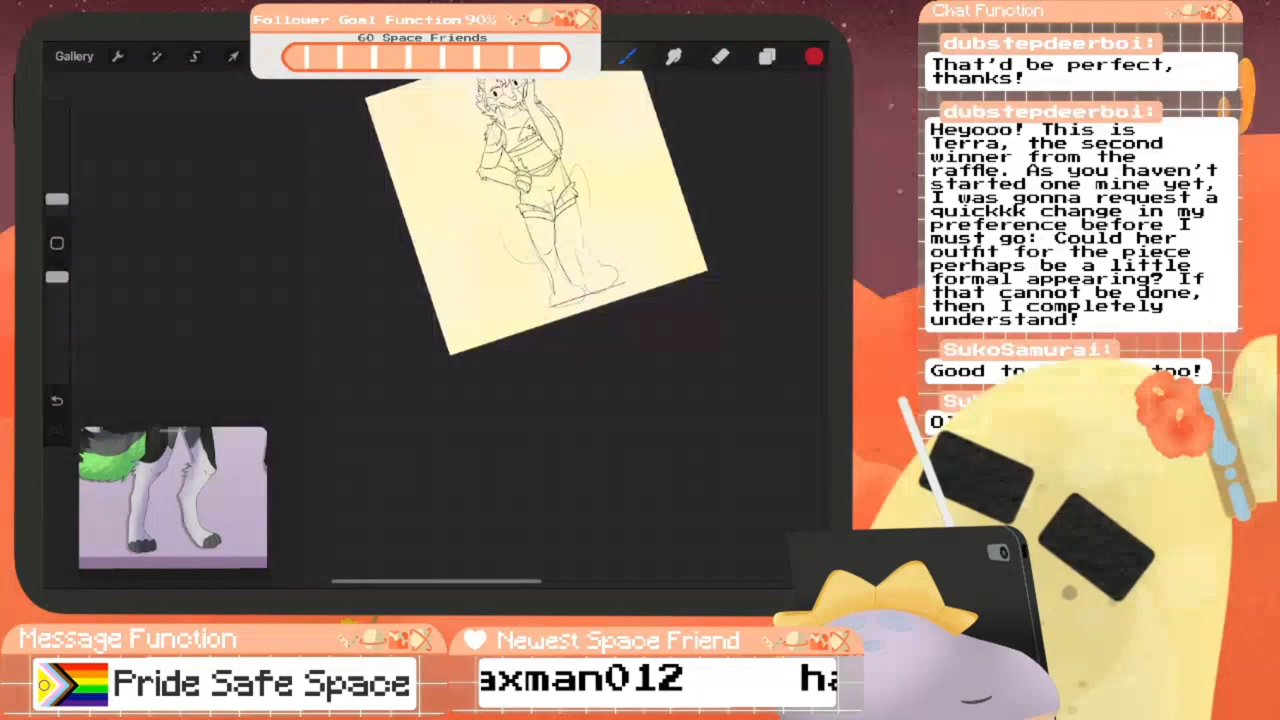 Follower Goal Function 90%
60 Space Friends
Gallery
Chat Function
dubstepdeerboi:
That'd be perfect,
thanks!
dubstepdeerboi:
Heyooo! This is
Terra, the second
winner from the
raffle. As you haven't
started one mine yet,
I was gonna request a
quickkk change in my
preference before I
must go: Could her
outfit for the piece
perhaps be a little
formal appearing? If
that cannot be done,
then I completely
understand!
SukoSamurai:
Good
too!
Message Function
Pride Safe Space
Newest Space Friend
axman012